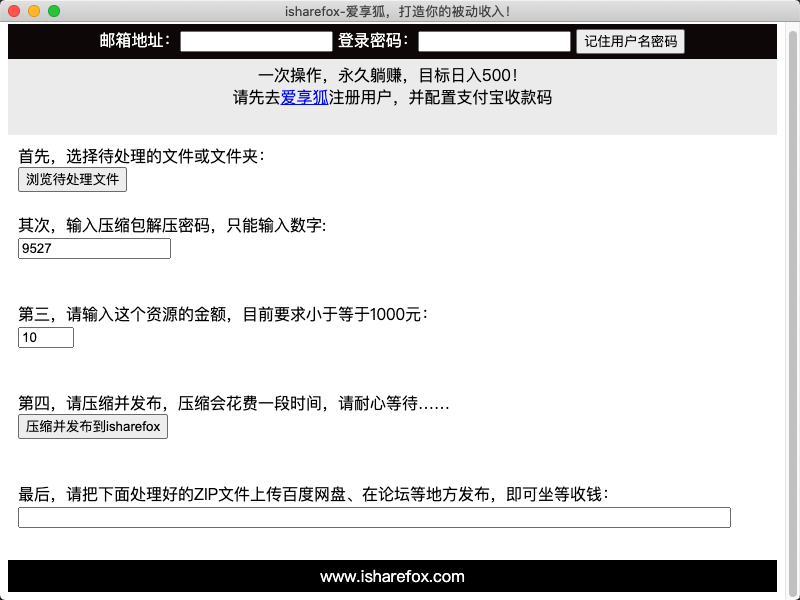 isharefox-爱享狐，打造你的被动收入！
邮箱地址： 登录密码： 记住用户名密码
一次操作，永久躺赚，目标日入500！
请先去爱享狐注册用户，并配置支付宝收款码
首先，选择待处理的文件或文件夹：
浏览待处理文件
其次，输入压缩包解压密码，只能输入数字:
9527
第三，请输入这个资源的金额，目前要求小于等于1000元：
10
第四，请压缩并发布，压缩会花费一段时间，请耐心等待……
压缩并发布到isharefox
最后，请把下面处理好的ZIP文件上传百度网盘、在论坛等地方发布，即可坐等收钱：
www.isharefox.com